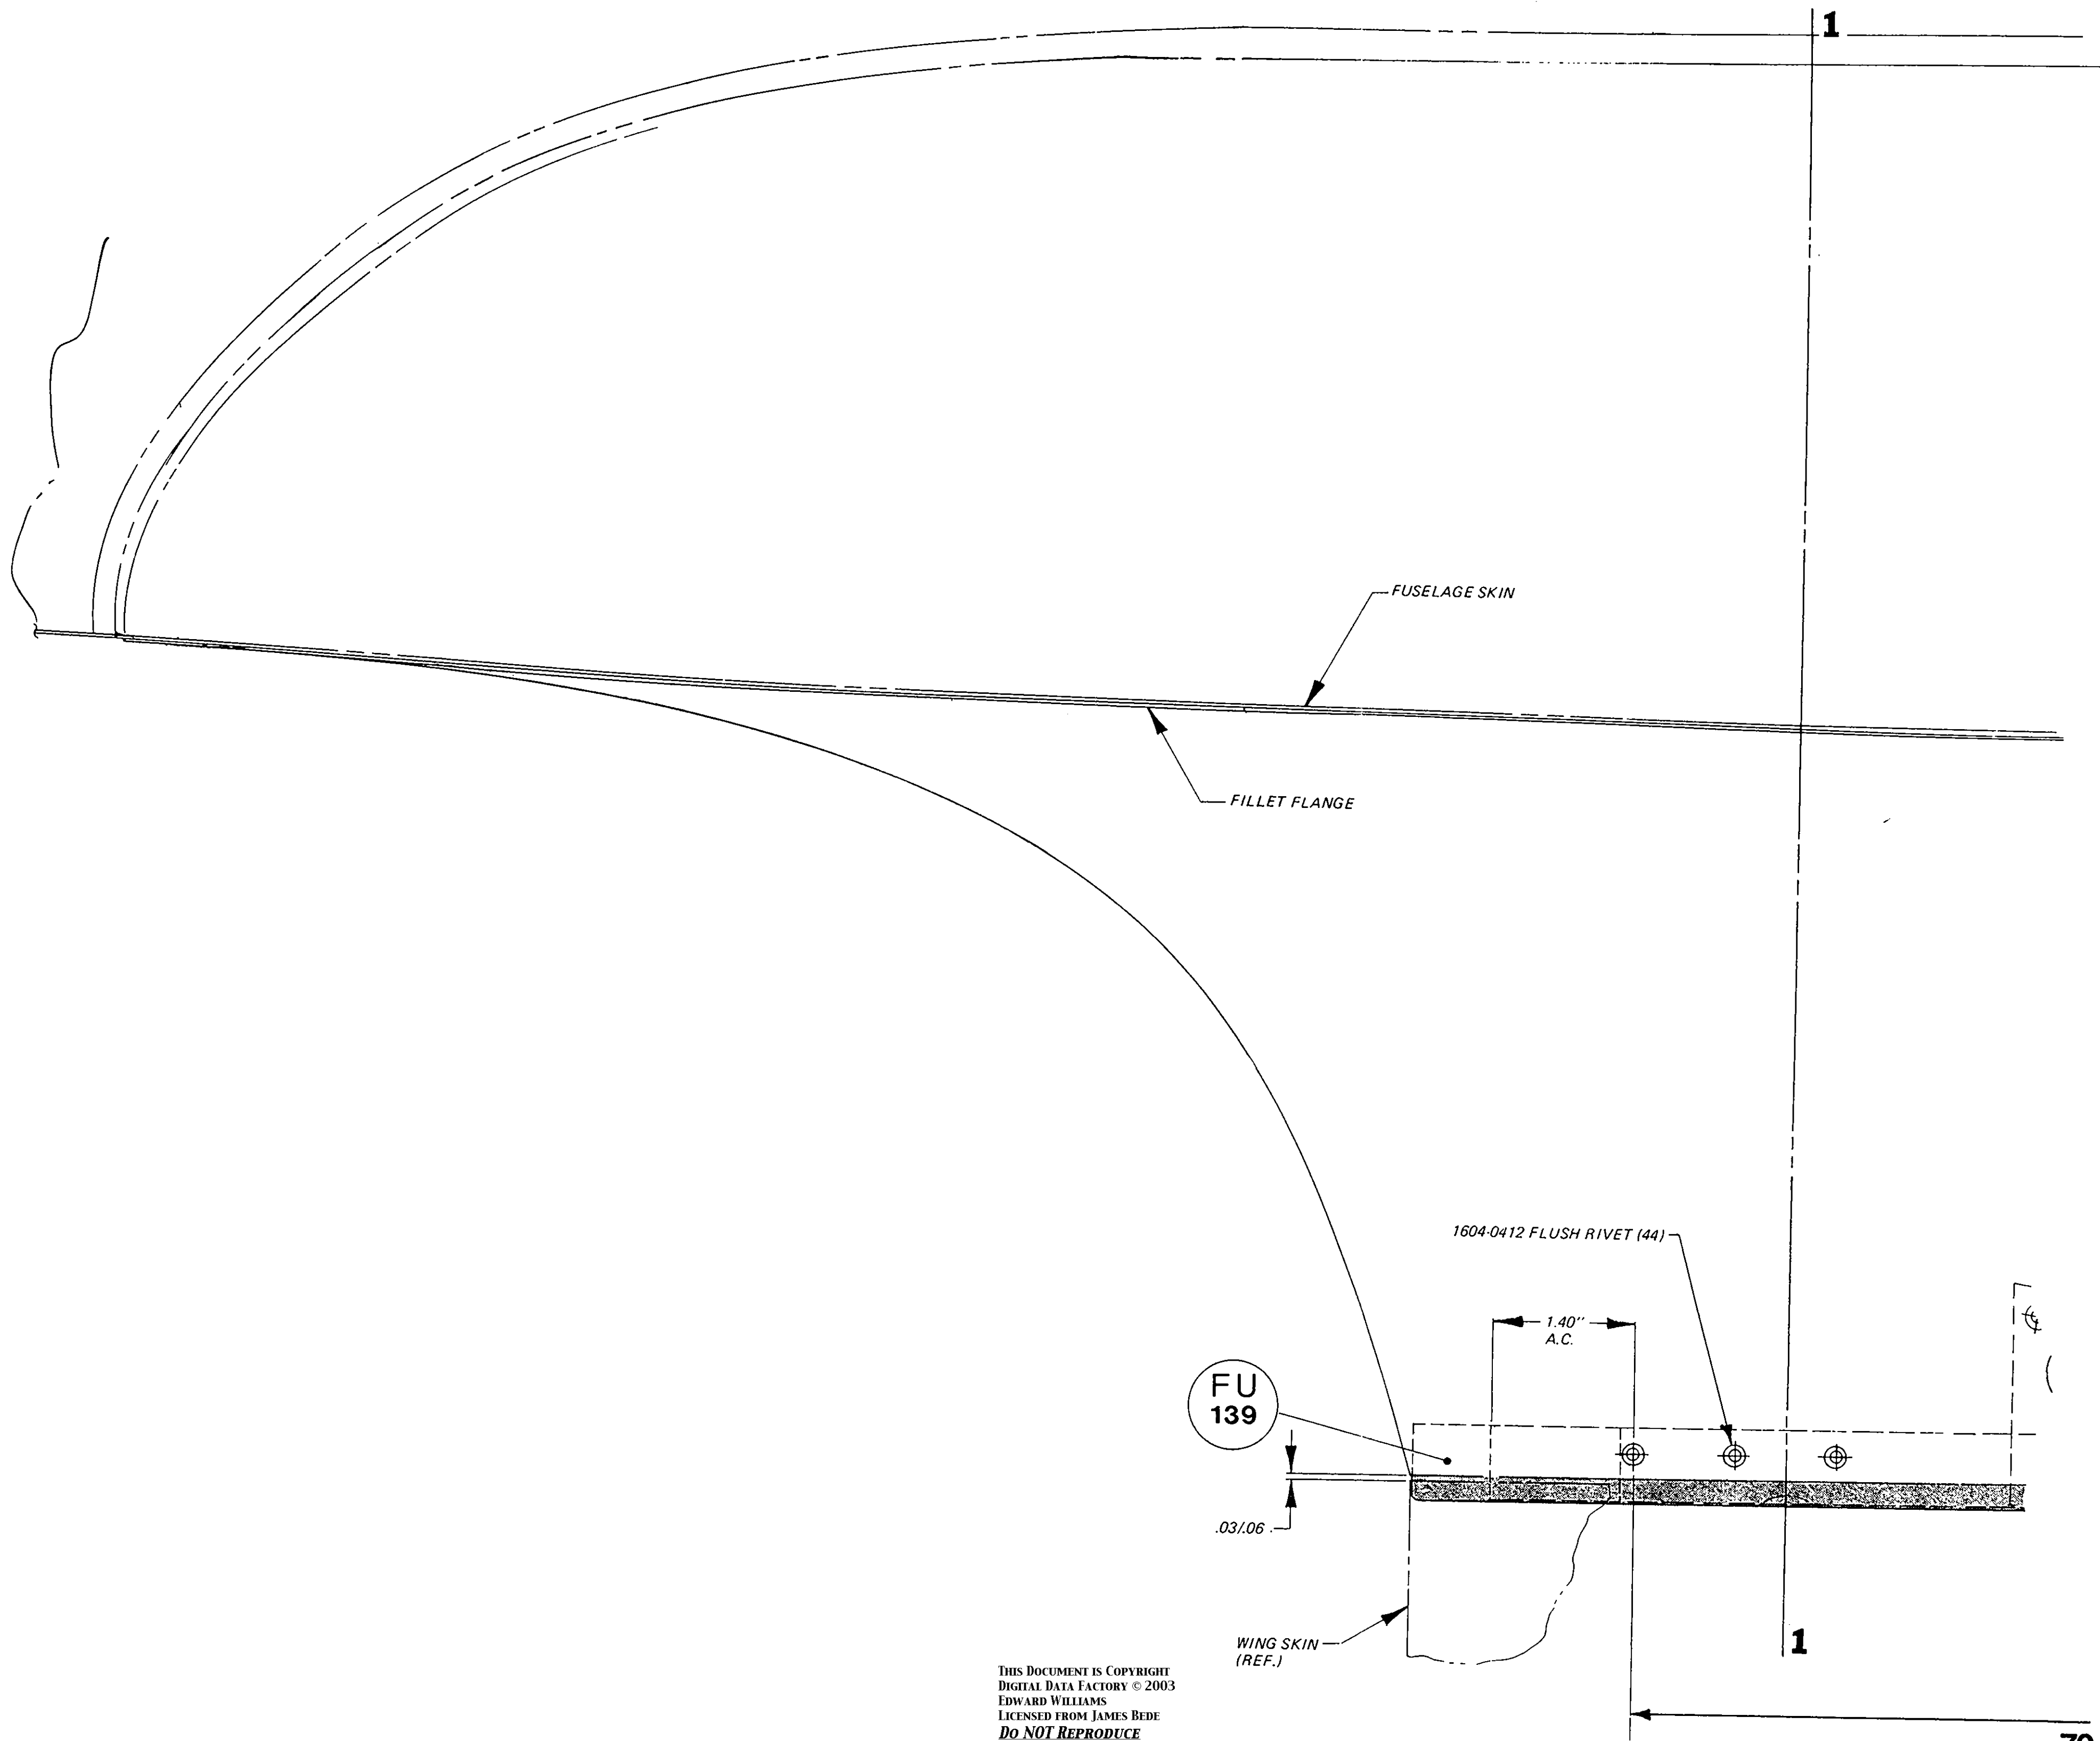 1
FUSELAGE SKIN
FILLET FLANGE
1604-0412 FLUSH RIVET (44)
1.40"
A.C.
FU
139
.03/.06
WING SKIN
(REF.)
1
THIS DOCUMENT IS COPYRIGHT
DIGITAL DATA FACTORY © 2003
EDWARD WILLIAMS
LICENSED FROM JAMES BEDE
DO NOT REPRODUCE